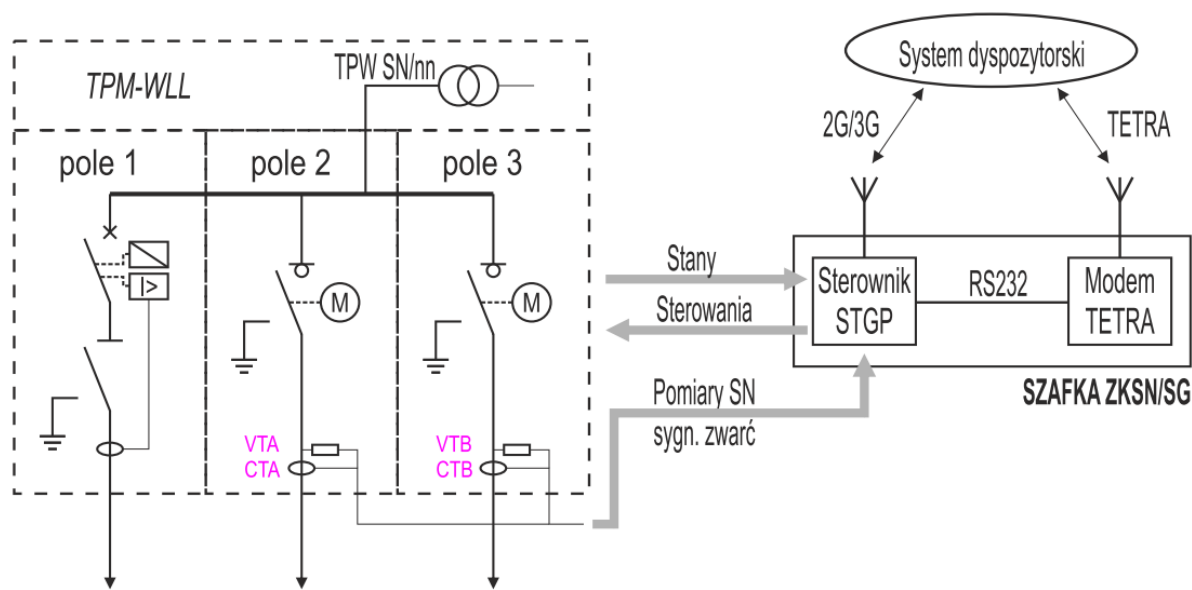 TPM-WLL
TPW SN/nn
pole 1
pole 2
pole 3
I>
M
M
VTA
CTA
VTB
CTB
System dyspozytorski
2G/3G
TETRA
Stany
Sterowania
Pomiary SN
sygn. zwarć
Sterownik
STGP
RS232
Modem
TETRA
SZAFKA ZKSN/SG